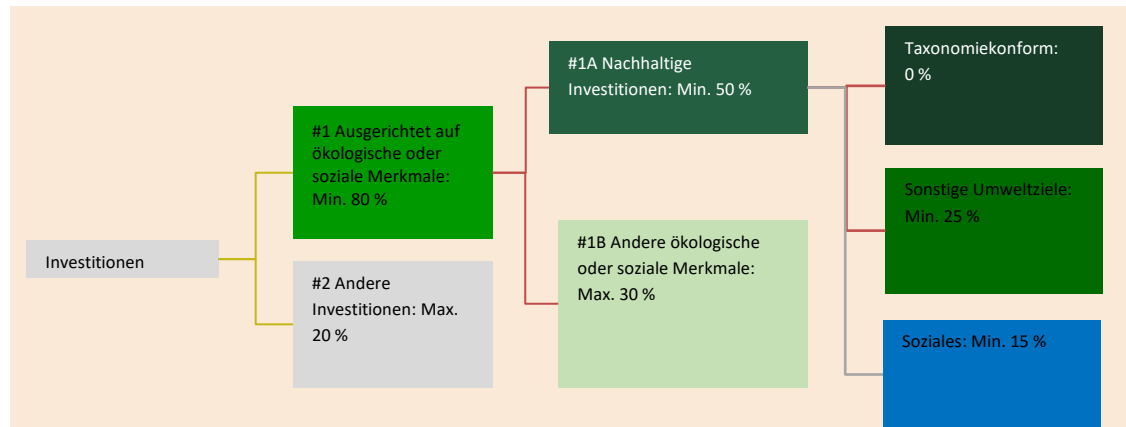 Investitionen
#1 Ausgerichtet auf
ökologische oder
soziale Merkmale:
Min. 80 %
#2 Andere
Investitionen: Max.
20 %
#1A Nachhaltige
Investitionen: Min. 50 %
#1B Andere ökologische
oder soziale Merkmale:
Max. 30 %
Taxonomiekonform:
0 %
Sonstige Umweltziele:
Min. 25 %
Soziales: Min. 15 %